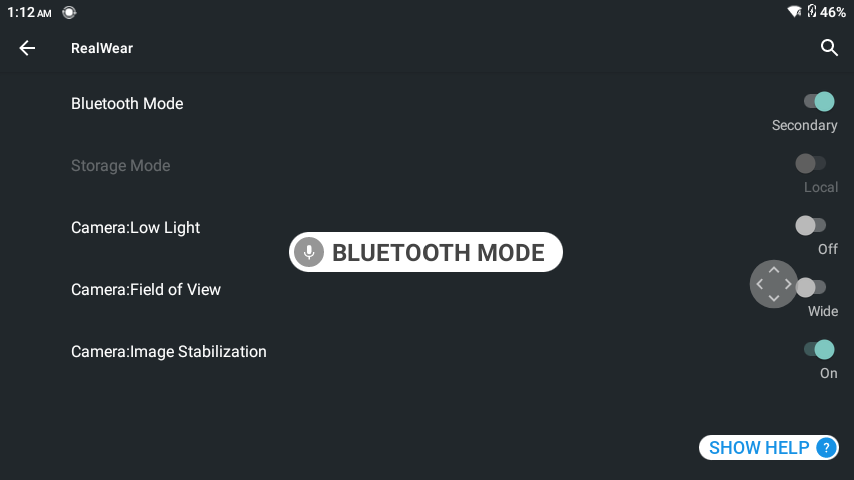 1:12 AM 46%
RealWear
Bluetooth Mode
Secondary
Storage Mode
Local
Camera:Low Light
Off
BLUETOOTH MODE
Camera:Field of View
Wide
Camera:Image Stabilization
On
SHOW HELP ?